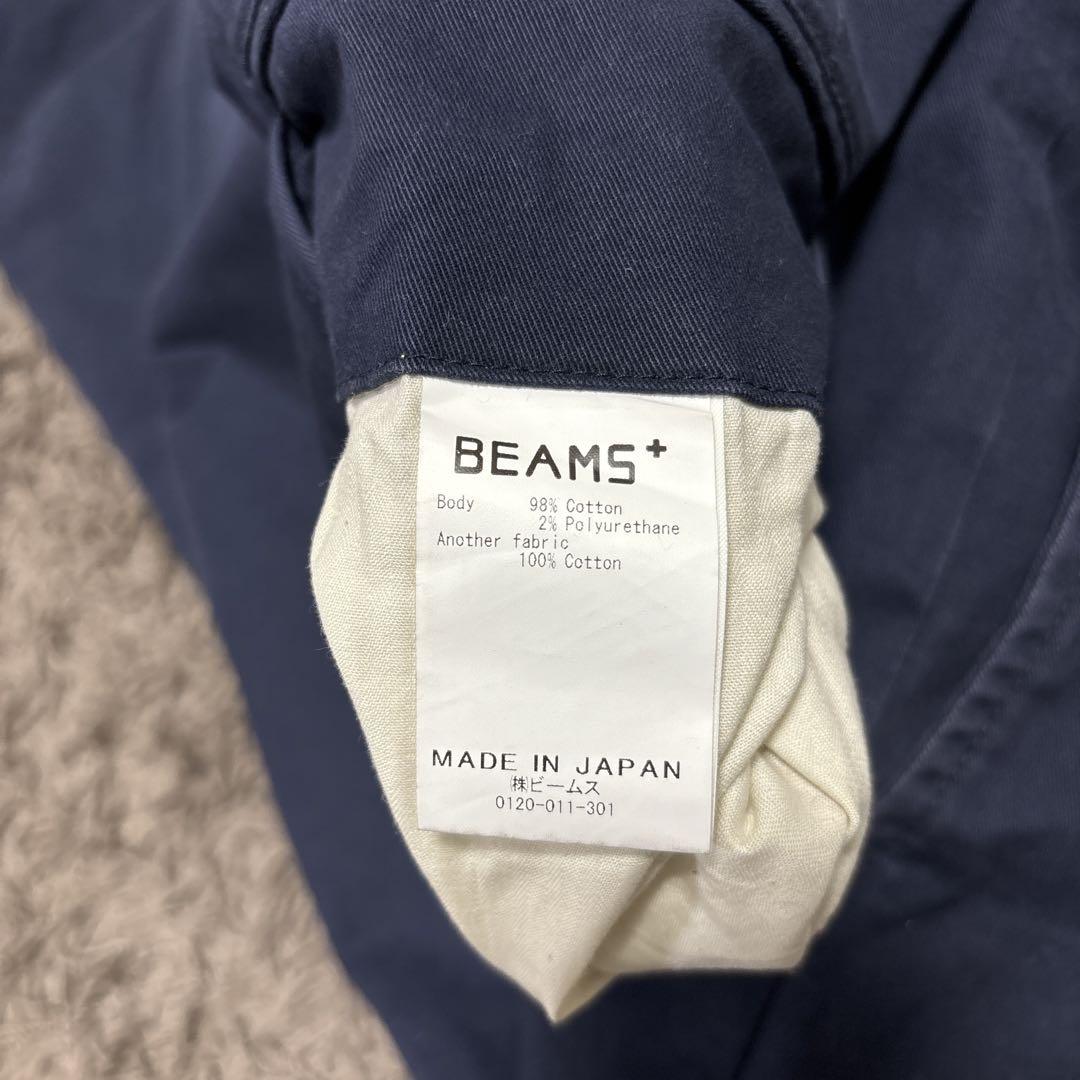 BEAMS+
Body 98% Cotton
2% Polyurethane
Another fabric
100% Cotton
MADE IN JAPAN
㈱ビームス
0120-011-301